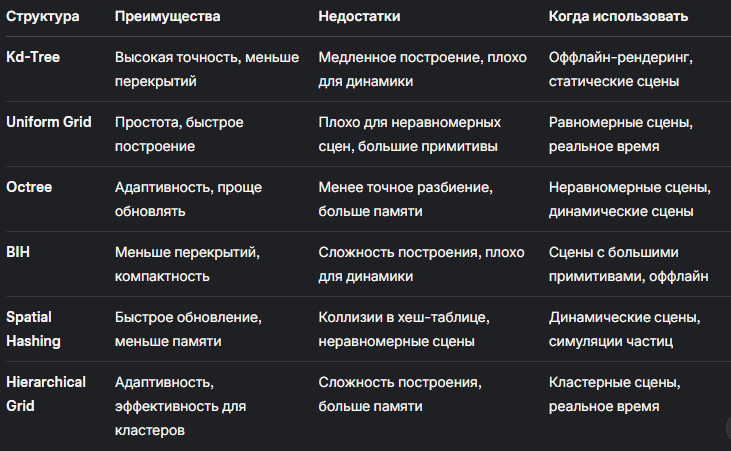 Структура Преимущества Недостатки Когда использовать
Kd-Tree Высокая точность, меньше Медленное построение, плохо Оффлайн-рендеринг,
перекрытий для динамики статические сцены
Uniform Grid Простота, быстрое Плохо для неравномерных Равномерные сцены,
построение сцен, большие примитивы реальное время
Octree Адаптивность, проще Менее точное разбиение, Неравномерные сцены,
обновлять больше памяти динамические сцены
BIH Меньше перекрытий, Сложность построения, плохо Сцены с большими
компактность для динамики примитивами, оффлайн
Spatial Быстрое обновление, Коллизии в хеш-таблице, Динамические сцены,
Hashing меньше памяти неравномерные сцены симуляции частиц
Hierarchical Адаптивность, Сложность построения, Кластерные сцены,
Grid эффективность для больше памяти реальное время
кластеров